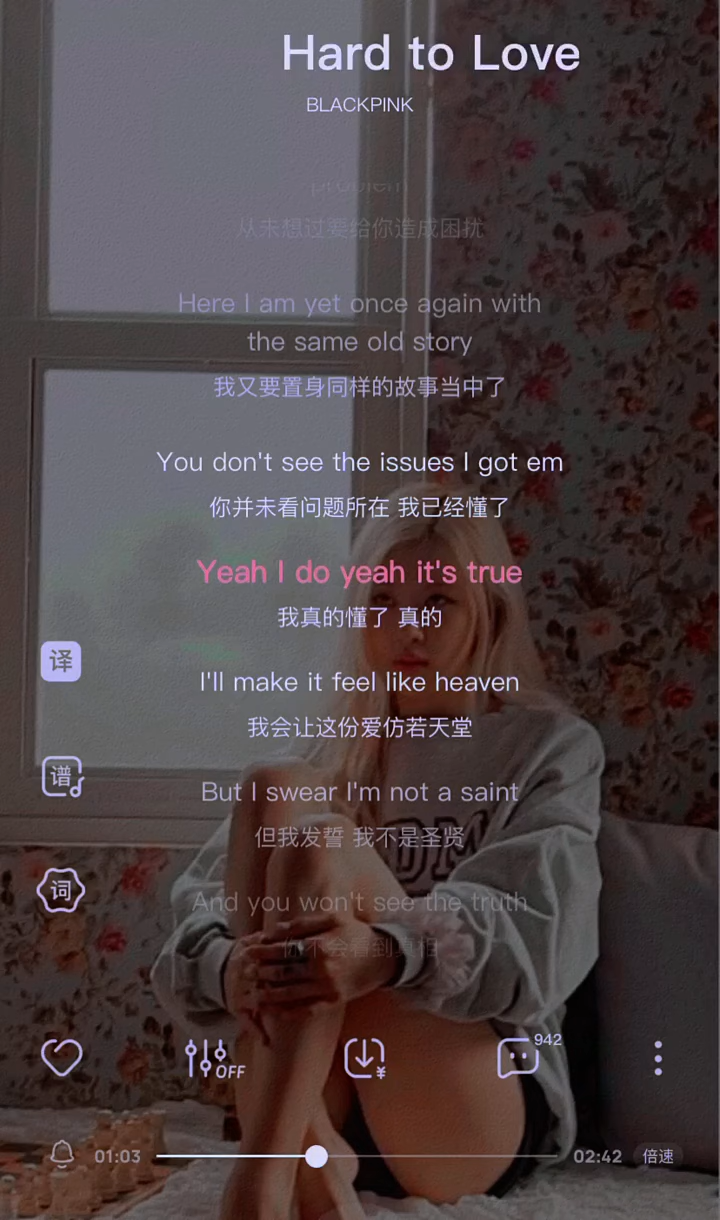 Hard to Love
BLACKPINK
problem
从未想过要给你造成困扰
Here I am yet once again with
the same old story
我又要置身同样的故事当中了
You don't see the issues I got em
你并未看问题所在 我已经懂了
Yeah I do yeah it's true
我真的懂了 真的
译
I'll make it feel like heaven
我会让这份爱仿若天堂
谱
But I swear I'm not a saint
但我发誓 我不是圣贤
词
And you won't see the truth
你不会看到真相
OFF
¥
942
01:03
02:42
倍速